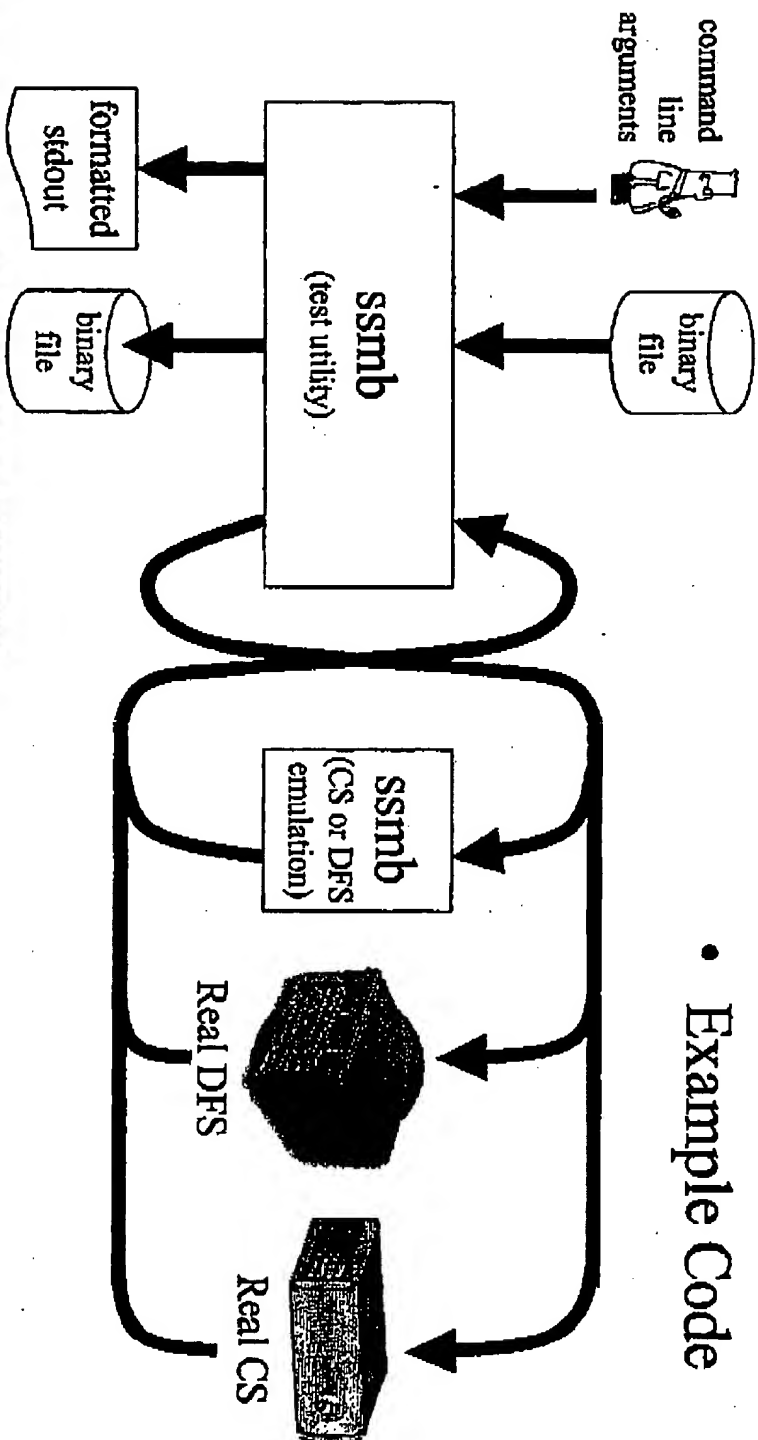 • Example Code
command
line
arguments
binary
file
ssmb
(test utility)
formatted
stdout
binary
file
ssmb
(CS or DFS
emulation)
Real DFS
Real CS